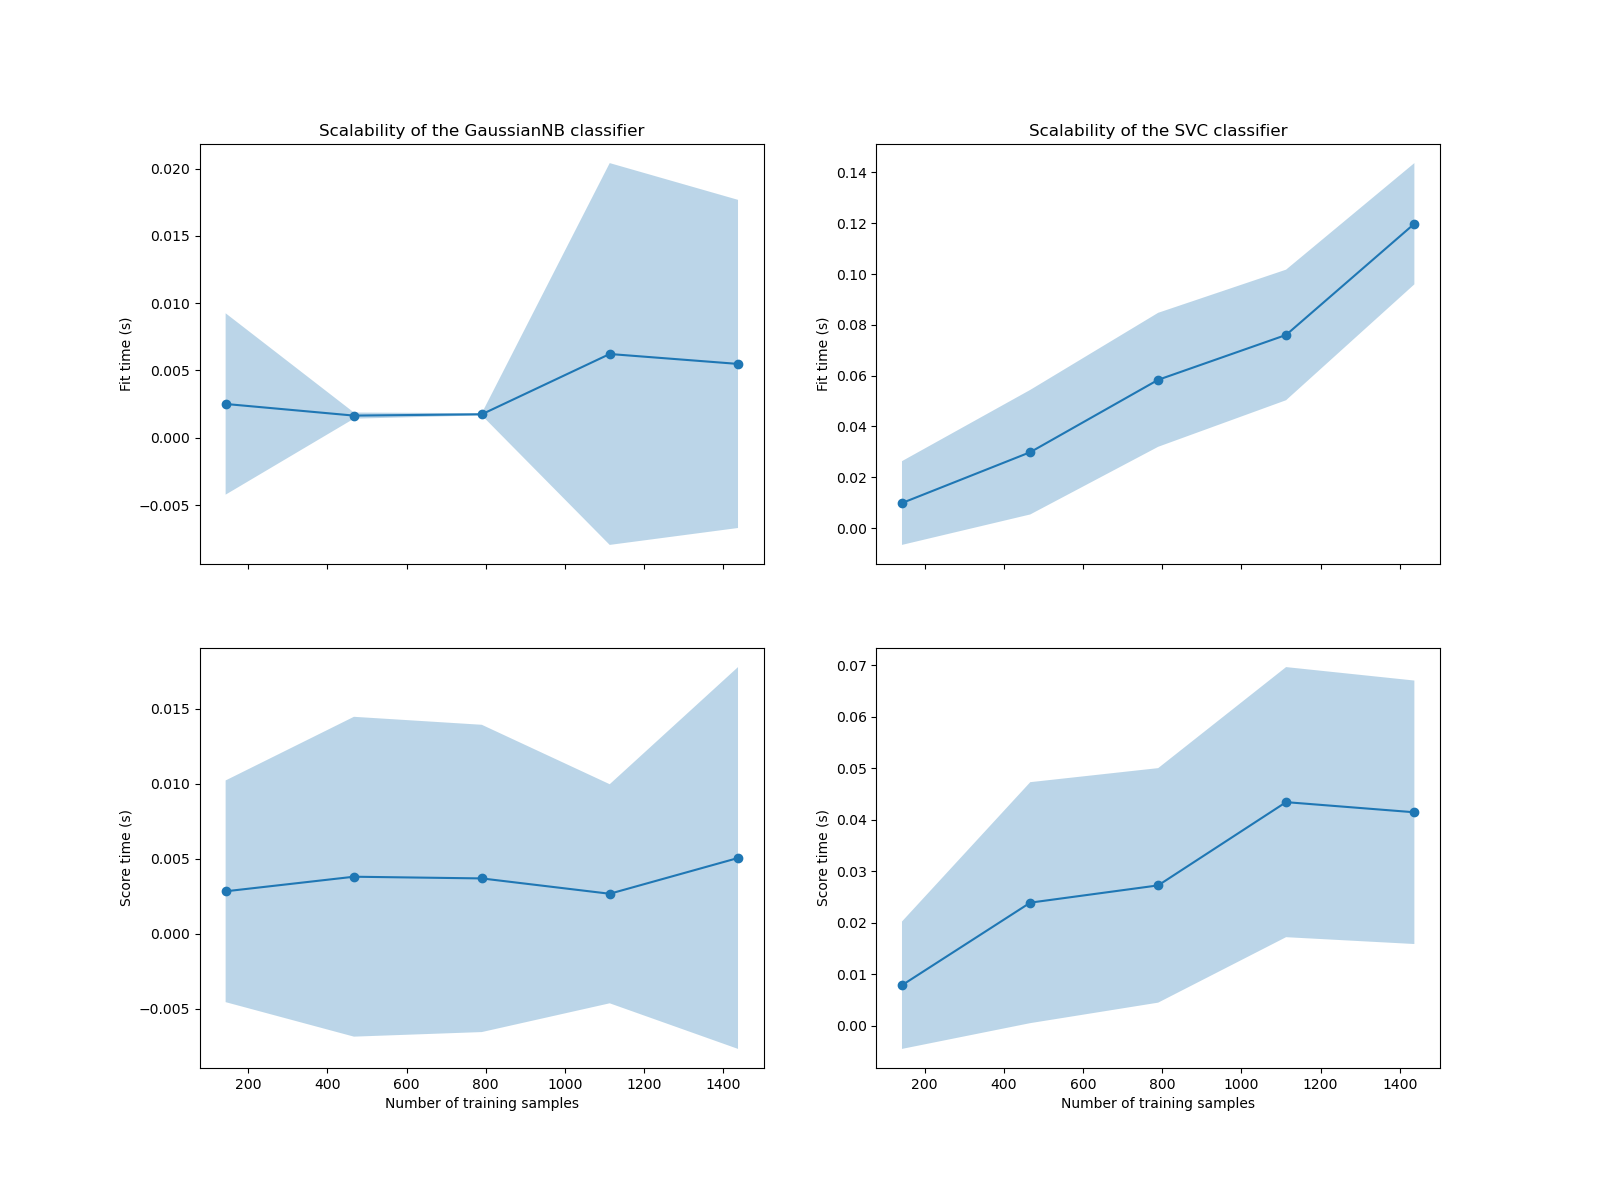 Scalability of the GaussianNB classifier
0.020
0.015
0.010
0.005
0.000
−0.005
Fit time (s)
Scalability of the SVC classifier
0.14
0.12
0.10
0.08
0.06
0.04
0.02
0.00
Fit time (s)
0.015
0.010
0.005
0.000
−0.005
Score time (s)
200 400 600 800 1000 1200 1400
Number of training samples
0.07
0.06
0.05
0.04
0.03
0.02
0.01
0.00
Score time (s)
200 400 600 800 1000 1200 1400
Number of training samples